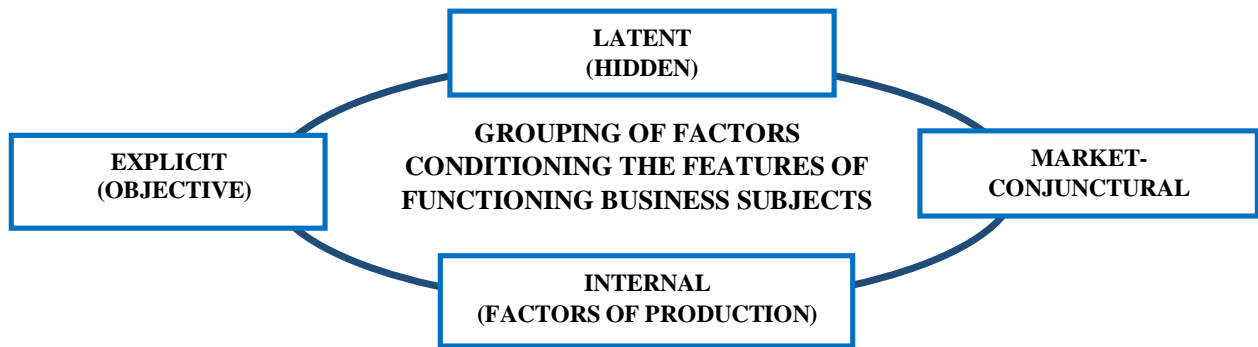 LATENT
(HIDDEN)
GROUPING OF FACTORS
CONDITIONING THE FEATURES OF
FUNCTIONING BUSINESS SUBJECTS
EXPLICIT
(OBJECTIVE)
MARKET-
CONJUNCTURAL
INTERNAL
(FACTORS OF PRODUCTION)